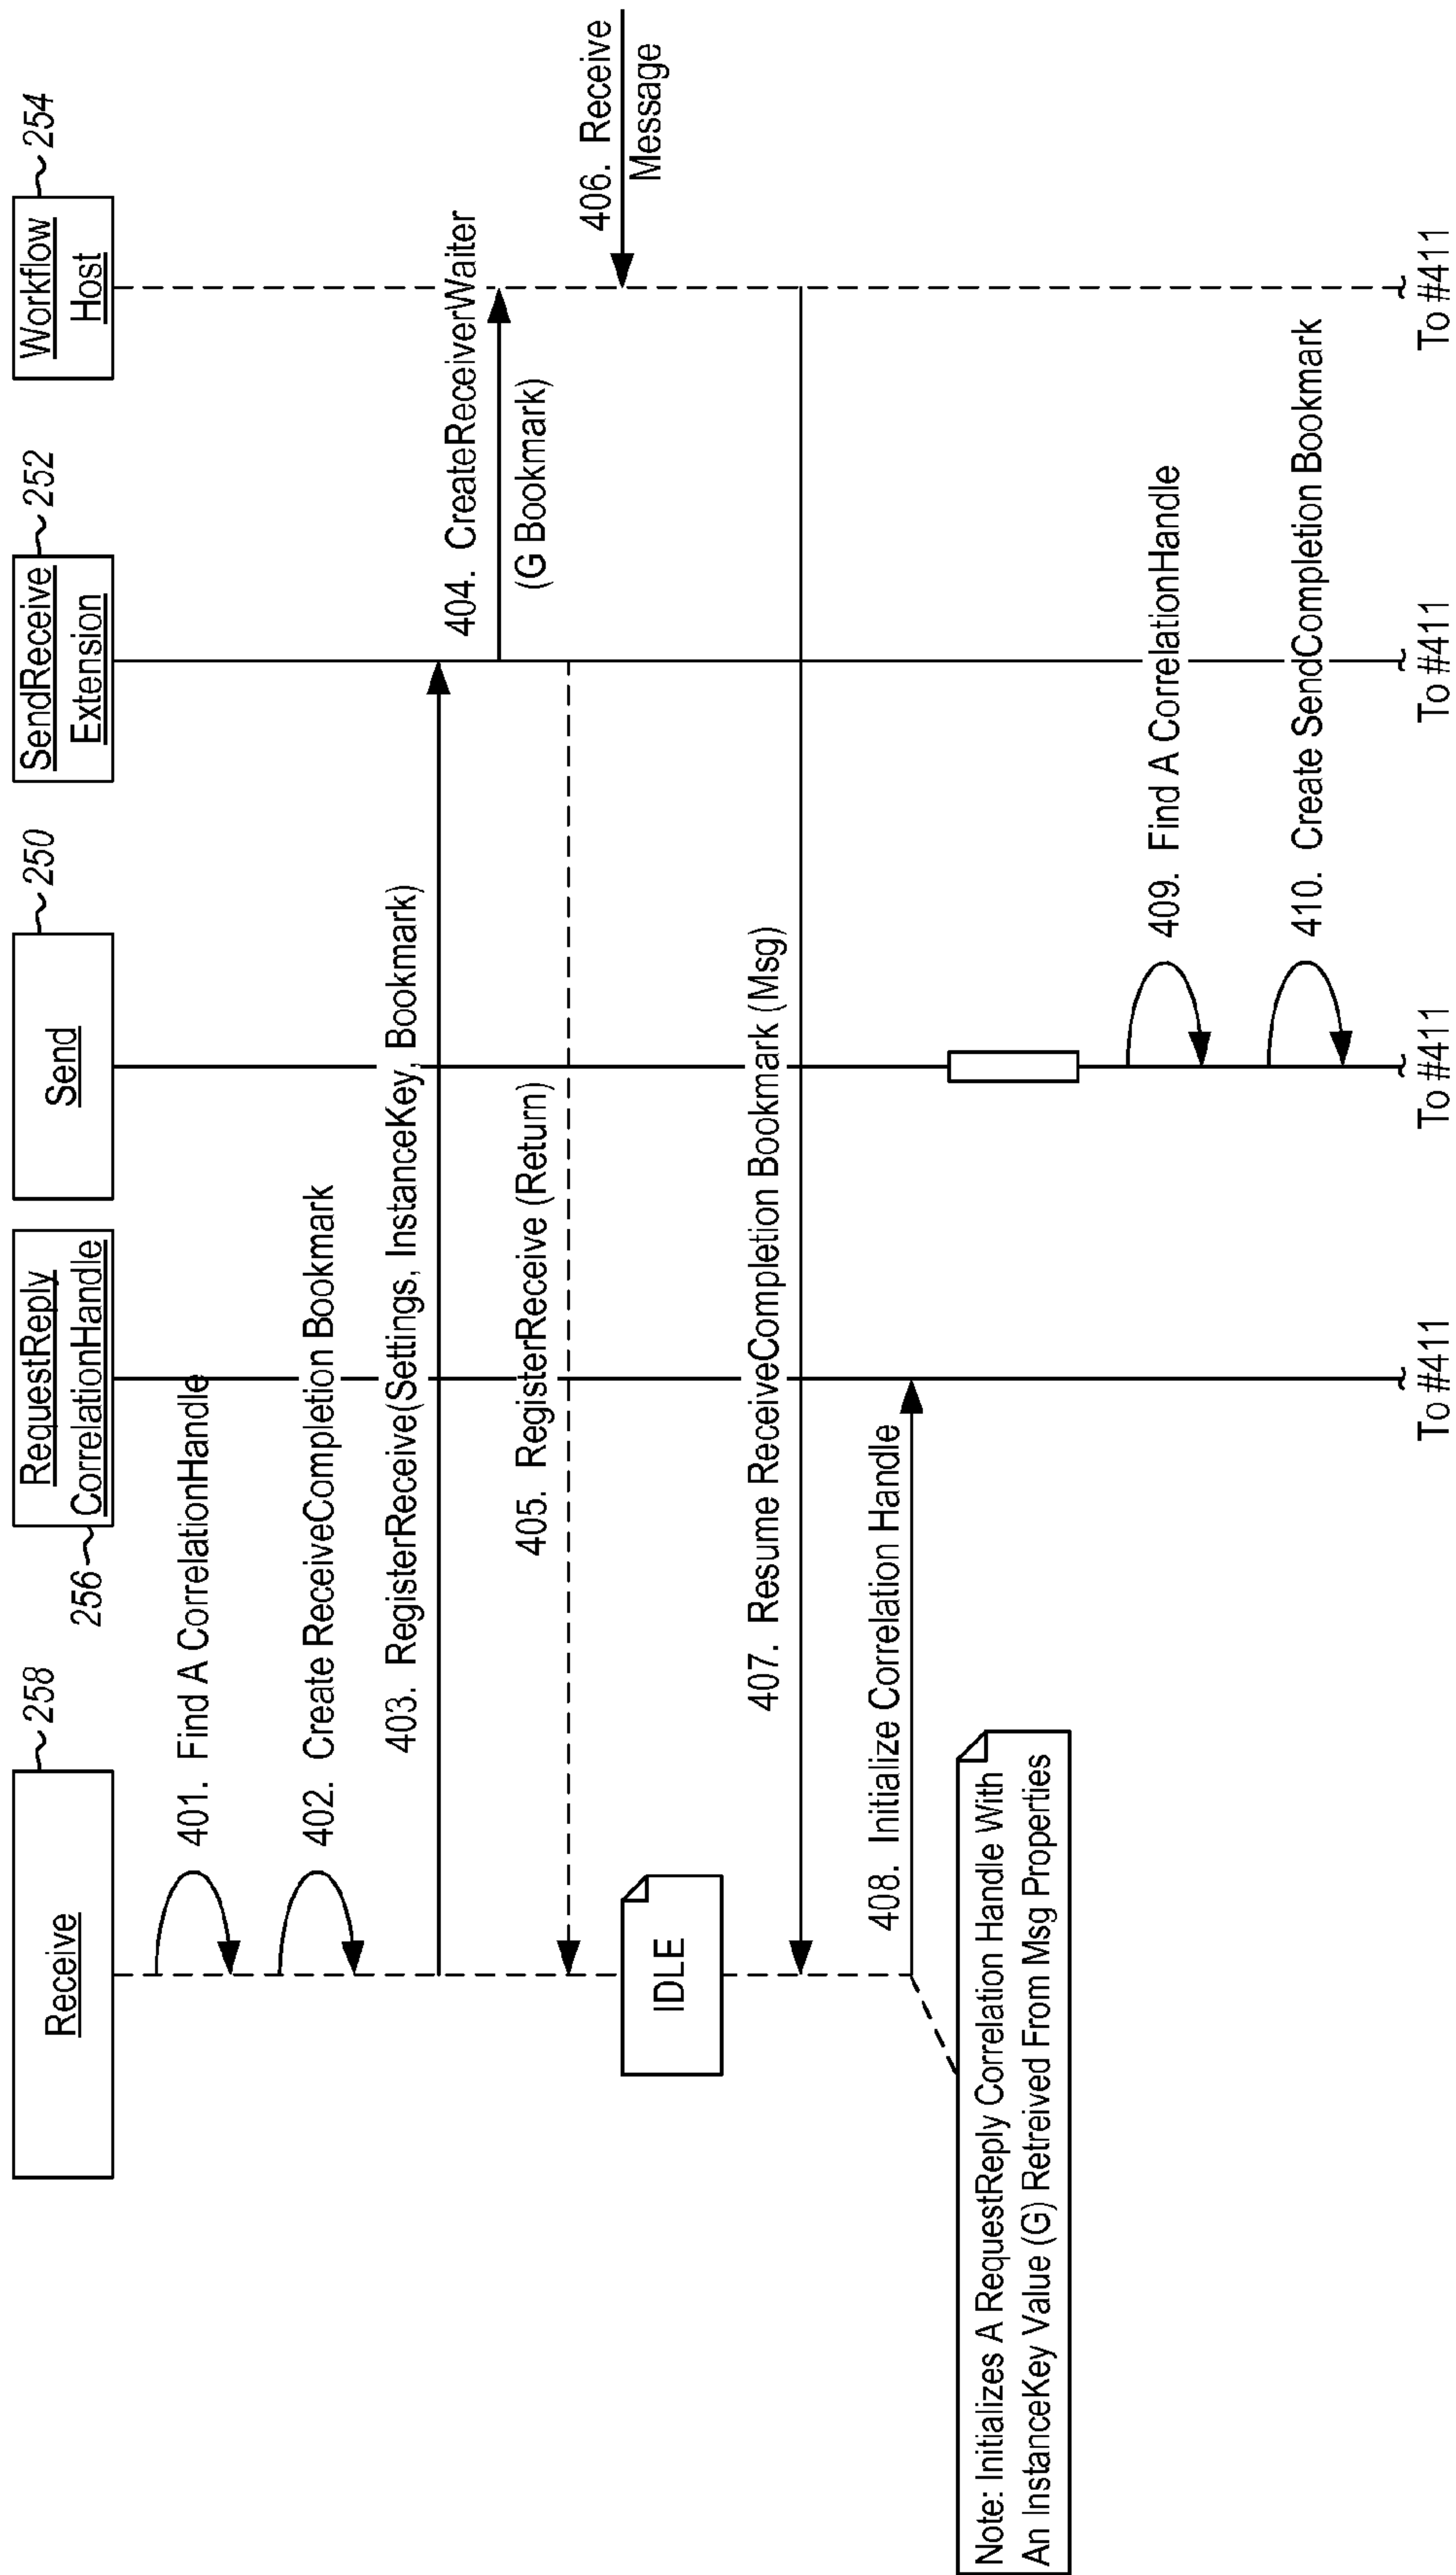 Receive
258
RequestReply
CorrelationHandle
256
Send
250
SendReceive
Extension
252
Workflow
Host
254
401. Find A CorrelationHandle
402. Create ReceiveCompletion Bookmark
403. RegisterReceive(Settings, InstanceKey, Bookmark)
404. CreateReceiverWaiter
(G Bookmark)
405. RegisterReceive (Return)
406. Receive
Message
IDLE
407. Resume ReceiveCompletion Bookmark (Msg)
408. Initialize Correlation Handle
Note: Initializes A RequestReply Correlation Handle With
An InstanceKey Value (G) Retreived From Msg Properties
409. Find A CorrelationHandle
410. Create SendCompletion Bookmark
To #411
To #411
To #411
To #411